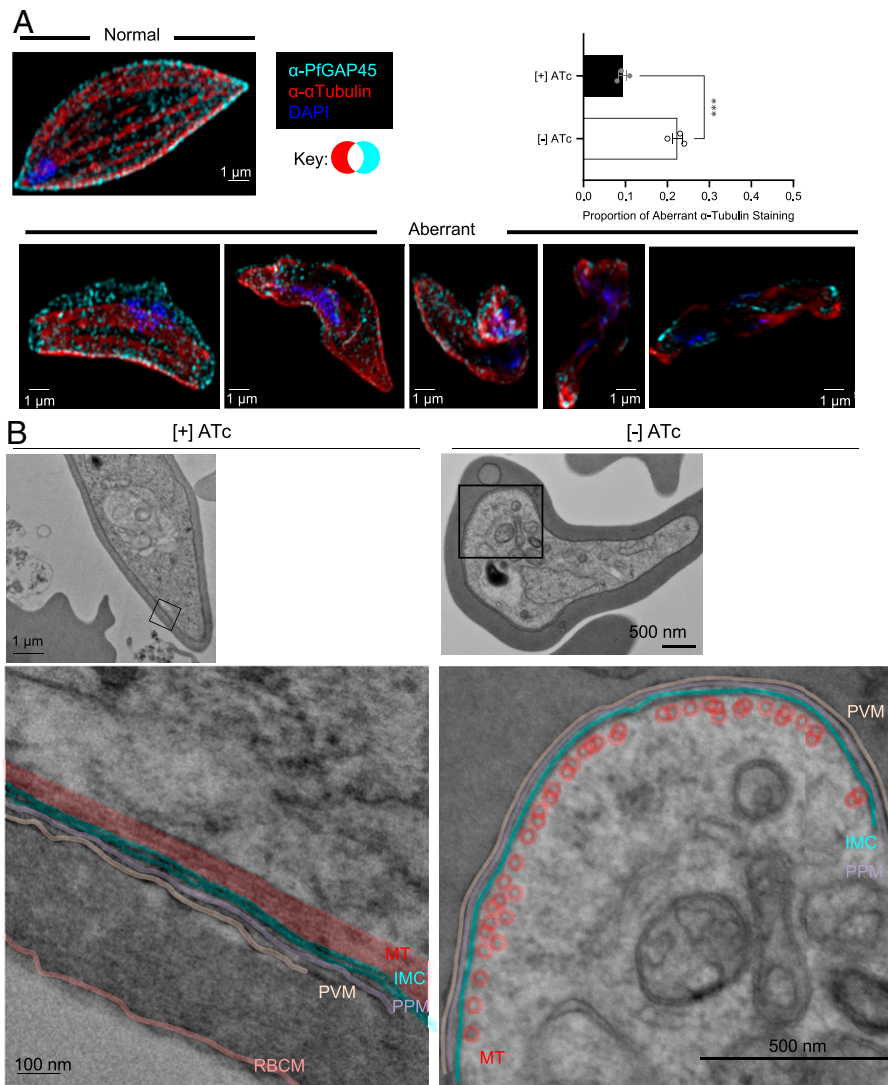 A
Normal
α-PfGAP45
α-αTubulin
DAPI
Key:
1 µm
[+] ATc
[-] ATc
***
0.0 0.1 0.2 0.3 0.4 0.5
Proportion of Aberrant α-Tubulin Staining
Aberrant
1 µm
1 µm
1 µm
1 µm
1 µm
B
[+] ATc
[-] ATc
1 µm
500 nm
PVM
IMC
PPM
MT
IMC
PVM
PPM
RBCM
100 nm
MT
500 nm